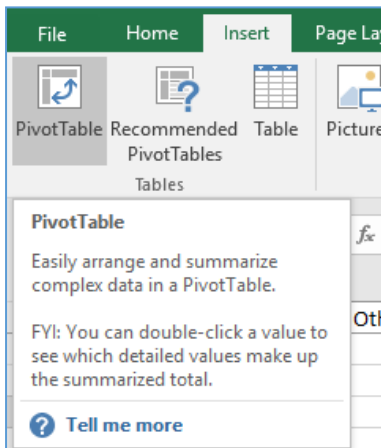 File Home Insert Page La
PivotTable Recommended Table Picture
PivotTables
Tables
PivotTable
Easily arrange and summarize
complex data in a PivotTable.
FYI: You can double-click a value to
see which detailed values make up
the summarized total.
Tell me more
fx
Oth